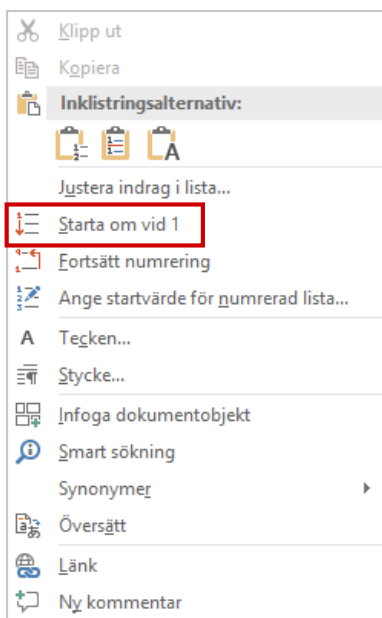 Klipp ut
Kopiera
Inklistringsalternativ:
Justera indrag i lista...
Starta om vid 1
Fortsätt numrering
Ange startvärde för numrerad lista...
Tecken...
Stycke...
Infoga dokumentobjekt
Smart sökning
Synonymer
Översätt
Länk
Ny kommentar